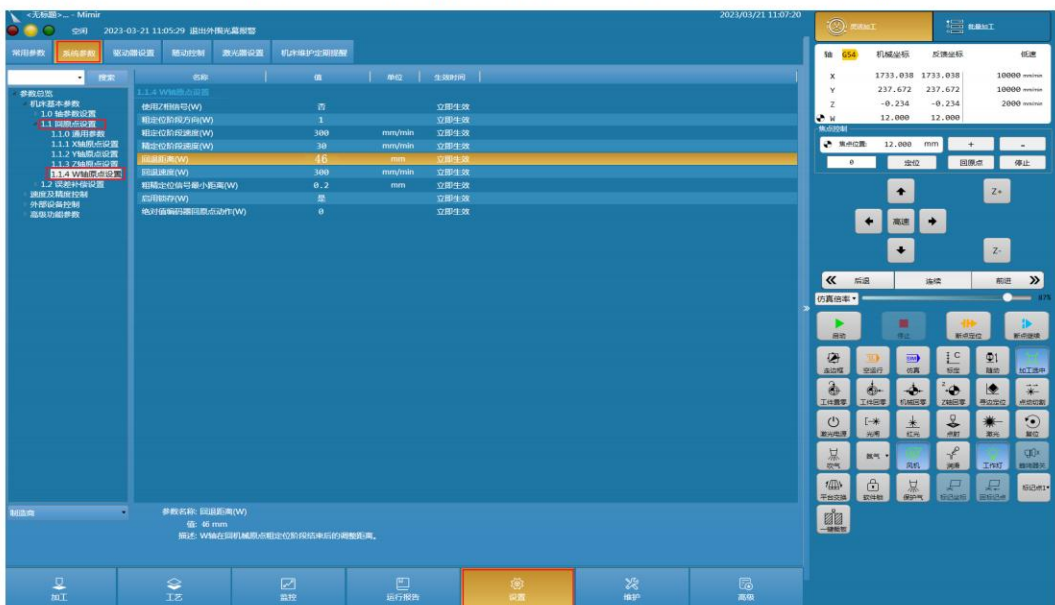 <无标题>... - Mimir
2023/03/21 11:07:20
空闲 2023-03-21 11:05:29 退出外围光幕报警
常用参数 系统参数 驱动器设置 驱动控制 激光器设置 机床维护定期提醒
搜索
参数总览
机床基本参数
1.0 轴参数设置
1.1 回原点设置
1.1.0 通用参数
1.1.1 X轴原点设置
1.1.2 Y轴原点设置
1.1.3 Z轴原点设置
1.1.4 W轴原点设置
1.2 误差补偿设置
速度及精度控制
外部设备控制
高级功能参数
名称 值 单位 生效时间
1.1.4 W轴原点设置
使用Z相信号(W) 否 立即生效
粗定位阶段方向(W) 1 立即生效
粗定位阶段速度(W) 300 mm/min 立即生效
精定位阶段速度(W) 30 mm/min 立即生效
回退距离(W) 46 mm 立即生效
回退速度(W) 300 mm/min 立即生效
粗精定位信号最小距离(W) 0.2 mm 立即生效
启用锁存(W) 是 立即生效
绝对值编码器回原点动作(W) 0 立即生效
制造商
参数名称: 回退距离(W)
值: 46 mm
描述: W轴在回机械原点粗定位阶段结束后的调整距离。
加工 工艺 监控 运行报告 设置 维护 高级
批量加工
轴 G54 机械坐标 反馈坐标 低速
X 1733.038 1733.038 10000 mm/min
Y 237.672 237.672 10000 mm/min
Z -0.234 -0.234 2000 mm/min
W 12.000 12.000
焦点控制
焦点位置: 12.000 mm + -
0 定位 回原点 停止
Z+
高速
Z-
后退 连续 前进
仿真倍率 87%
启动 停止 断点定位 断点继续
走边框 空运行 仿真 标定 随动 加工选中
工件置零 工件回零 机械回零 Z轴回零 寻边定位 点动切割
激光电源 光闸 红光 点射 激光 复位
吹气 氮气 风机 润滑 工作灯
平台交换 软件锁 保护气 标记坐标 回标记点 标记点1